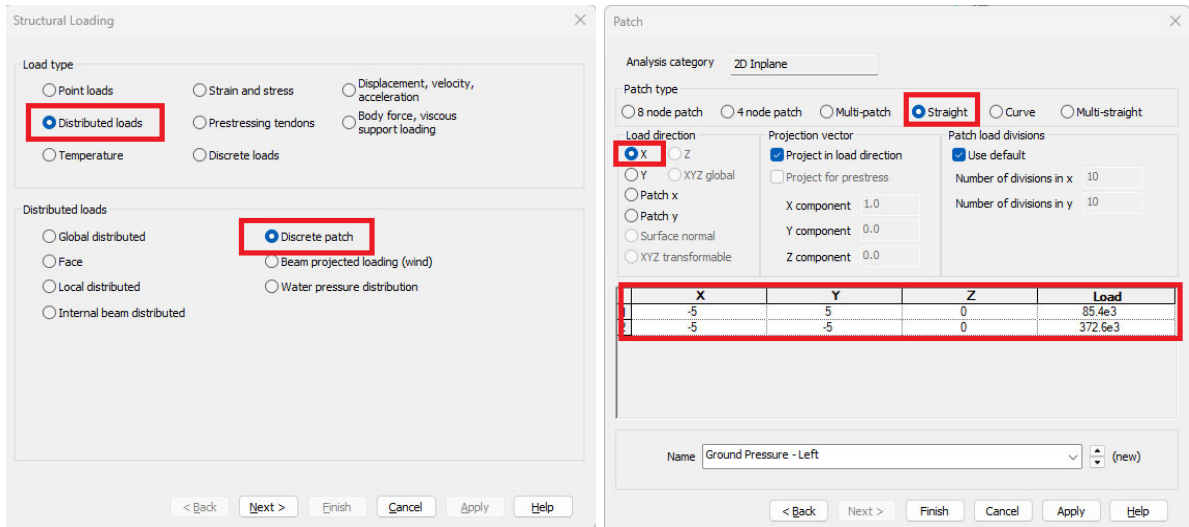 Structural Loading
Load type
Point loads
Strain and stress
Displacement, velocity,
acceleration
Distributed loads
Prestressing tendons
Body force, viscous
support loading
Temperature
Discrete loads
Distributed loads
Global distributed
Discrete patch
Face
Beam projected loading (wind)
Local distributed
Water pressure distribution
Internal beam distributed
< Back Next > Finish Cancel Apply Help
Patch
Analysis category 2D Inplane
Patch type
8 node patch 4 node patch Multi-patch Straight Curve Multi-straight
Load direction
X Z
Y XYZ global
Patch x
Patch y
Surface normal
XYZ transformable
Projection vector
Project in load direction
Project for prestress
X component 1.0
Y component 0.0
Z component 0.0
Patch load divisions
Use default
Number of divisions in x 10
Number of divisions in y 10
X Y Z Load
1 -5 5 0 85.4e3
2 -5 -5 0 372.6e3
Name Ground Pressure - Left (new)
< Back Next > Finish Cancel Apply Help